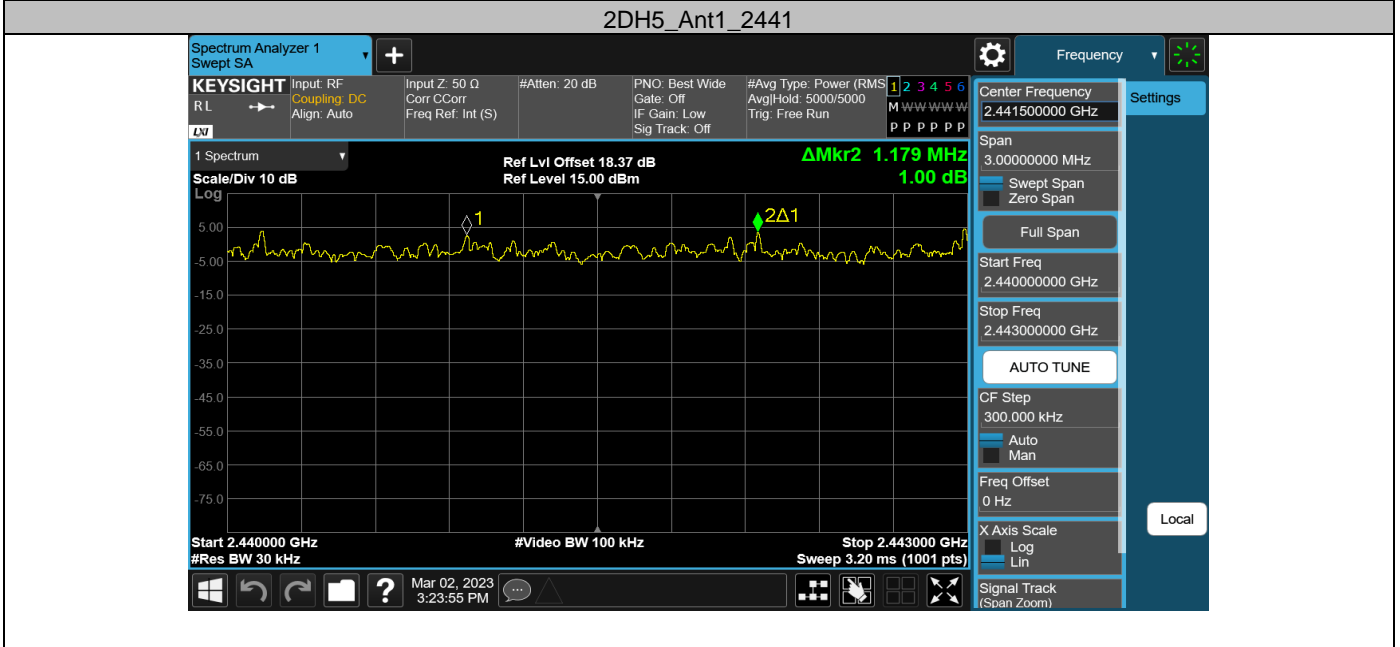 2DH5_Ant1_2441
Spectrum Analyzer 1
Swept SA
Frequency
KEYSIGHT
RL
LXI
Input: RF
Coupling: DC
Align: Auto
Input Z: 50 Ω
Corr CCorr
Freq Ref: Int (S)
#Atten: 20 dB
PNO: Best Wide
Gate: Off
IF Gain: Low
Sig Track: Off
#Avg Type: Power (RMS
Avg|Hold: 5000/5000
Trig: Free Run
1 2 3 4 5 6
M W W W W W
P P P P P P
1 Spectrum
Scale/Div 10 dB
Log
Ref Lvl Offset 18.37 dB
Ref Level 15.00 dBm
ΔMkr2 1.179 MHz
1.00 dB
1
2Δ1
5.00
-5.00
-15.0
-25.0
-35.0
-45.0
-55.0
-65.0
-75.0
Start 2.440000 GHz
#Res BW 30 kHz
#Video BW 100 kHz
Stop 2.443000 GHz
Sweep 3.20 ms (1001 pts)
Center Frequency
2.441500000 GHz
Settings
Span
3.00000000 MHz
Swept Span
Zero Span
Full Span
Start Freq
2.440000000 GHz
Stop Freq
2.443000000 GHz
AUTO TUNE
CF Step
300.000 kHz
Auto
Man
Freq Offset
0 Hz
X Axis Scale
Log
Lin
Local
Signal Track
(Span Zoom)
?
Mar 02, 2023
3:23:55 PM